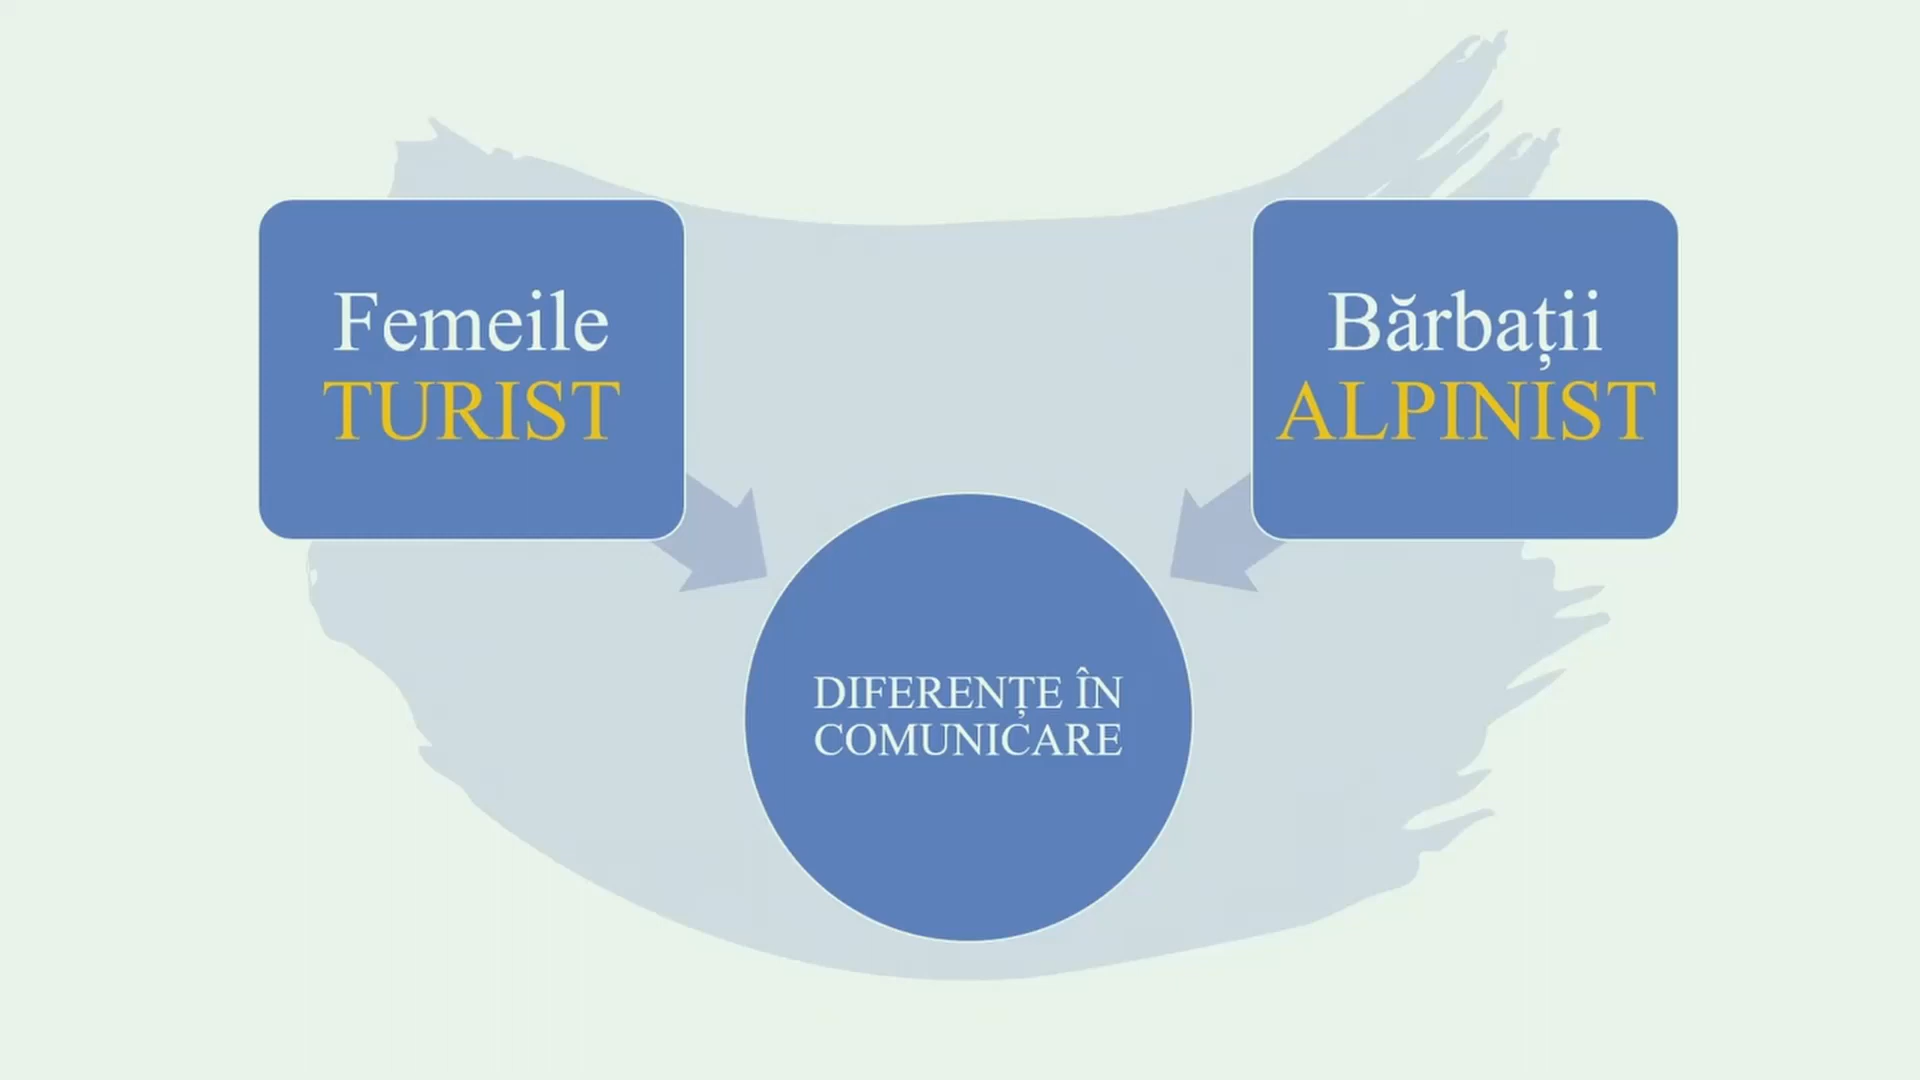 Femeile
TURIST
Bărbații
ALPINIST
DIFERENȚE ÎN
COMUNICARE